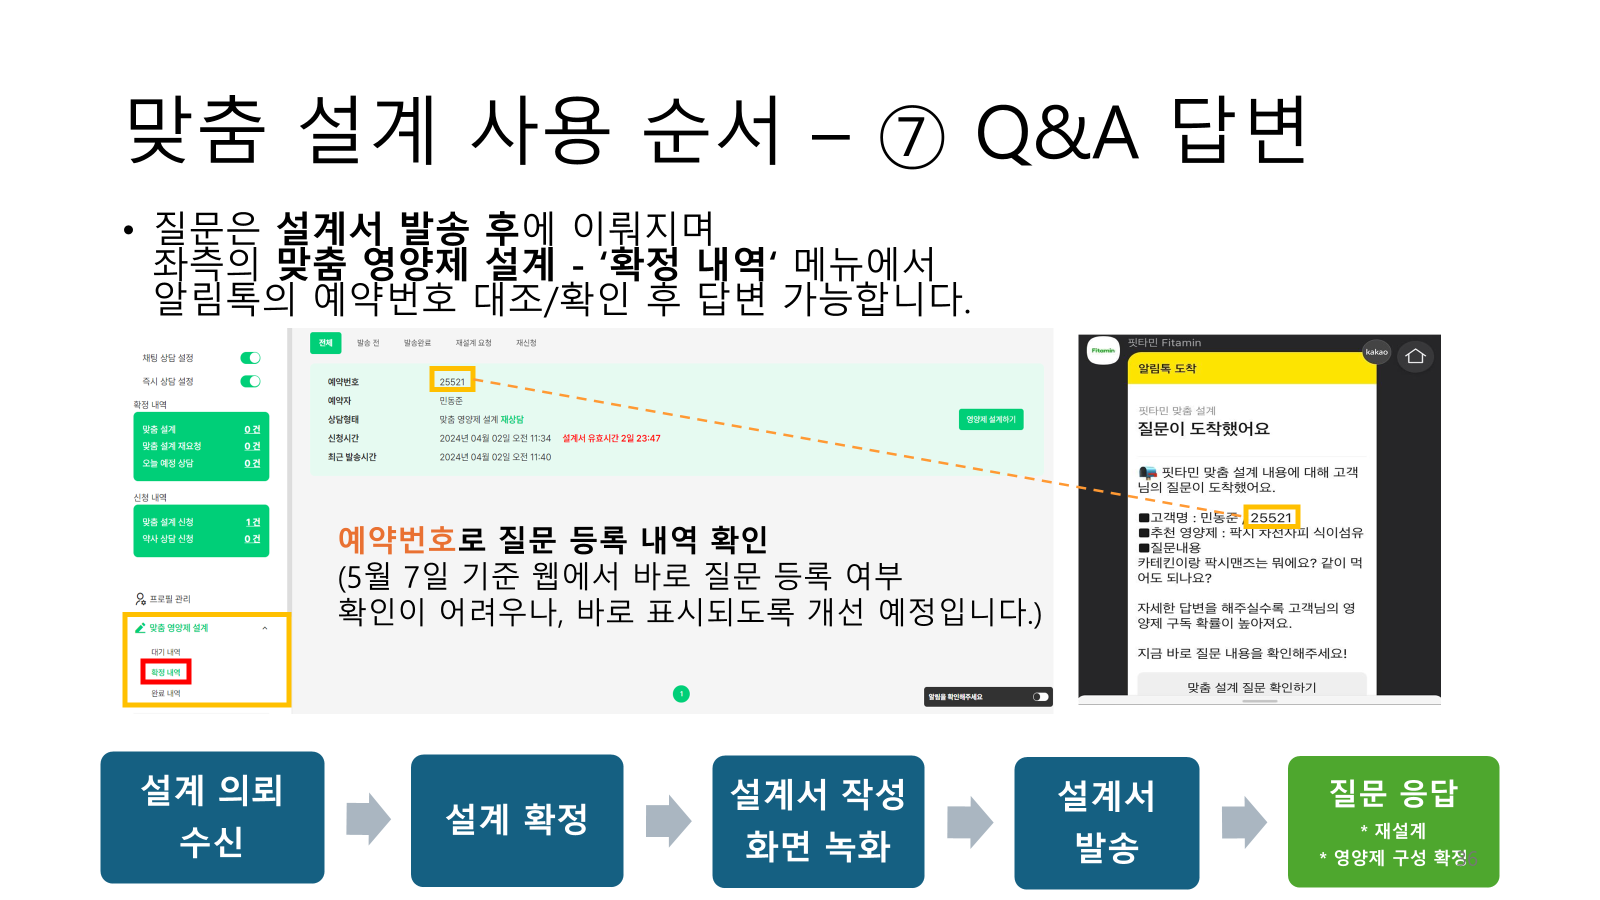 맞춤 설계 사용 순서 – ⑦ Q&A 답변
• 질문은 설계서 발송 후에 이뤄지며
좌측의 맞춤 영양제 설계 - ‘확정 내역‘ 메뉴에서
알림톡의 예약번호 대조/확인 후 답변 가능합니다.
채팅 상담 설정
즉시 상담 설정
확정 내역
맞춤 설계 0 건
맞춤 설계 재요청 0 건
오늘 예정 상담 0 건
신청 내역
맞춤 설계 신청 1 건
약사 상담 신청 0 건
프로필 관리
맞춤 영양제 설계
대기 내역
확정 내역
완료 내역
전체 발송 전 발송완료 재설계 요청 재신청
예약번호 25521
예약자 민동준
상담형태 맞춤 영양제 설계 재상담
신청시간 2024년 04월 02일 오전 11:34 설계서 유효시간 2일 23:47
최근 발송시간 2024년 04월 02일 오전 11:40
영양제 설계하기
예약번호로 질문 등록 내역 확인
(5월 7일 기준 웹에서 바로 질문 등록 여부
확인이 어려우나, 바로 표시되도록 개선 예정입니다.)
1
알림을 확인해주세요
Fitamin
핏타민 Fitamin
kakao
알림톡 도착
핏타민 맞춤 설계
질문이 도착했어요
핏타민 맞춤 설계 내용에 대해 고객
님의 질문이 도착했어요.
■고객명 : 민동준 / 25521
■추천 영양제 : 팍시 차전자피 식이섬유
■질문내용
카테킨이랑 팍시맨즈는 뭐에요? 같이 먹
어도 되나요?
자세한 답변을 해주실수록 고객님의 영
양제 구독 확률이 높아져요.
지금 바로 질문 내용을 확인해주세요!
맞춤 설계 질문 확인하기
설계 의뢰
수신
설계 확정
설계서 작성
화면 녹화
설계서
발송
질문 응답
* 재설계
* 영양제 구성 확정
35